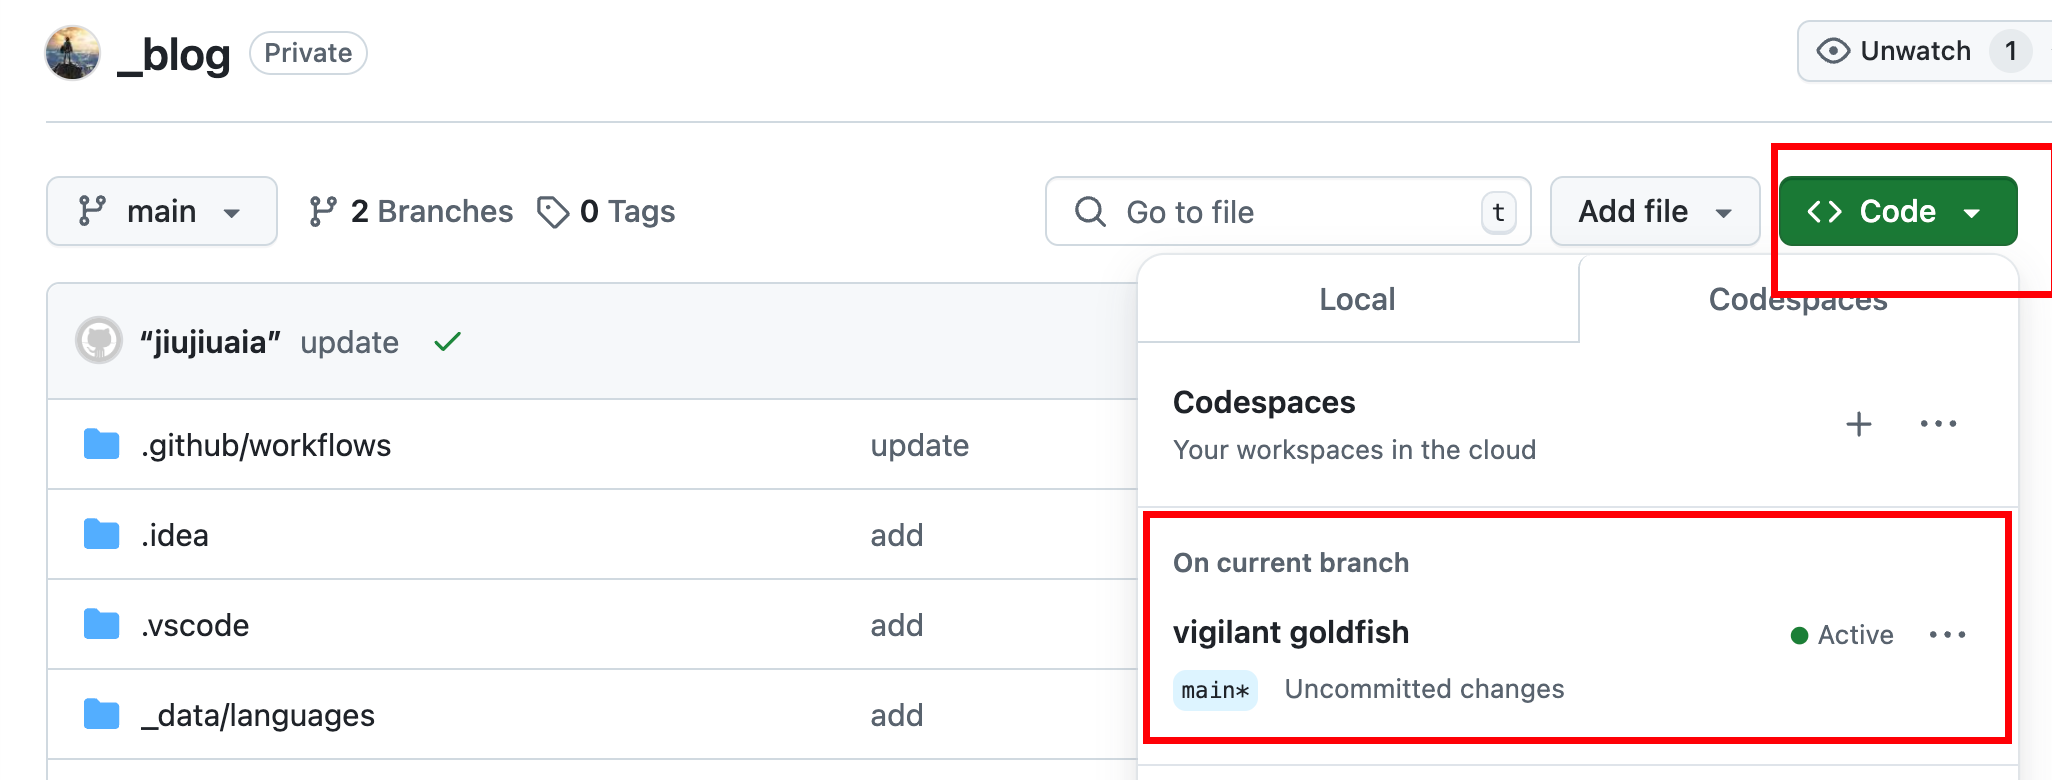 _blog Private Unwatch 1
main 2 Branches 0 Tags Go to file t Add file <> Code
Local Codespaces
“jiujiuaia” update
Codespaces
Your workspaces in the cloud
.github/workflows update
.idea add
On current branch
.vscode add
vigilant goldfish Active
main* Uncommitted changes
_data/languages add